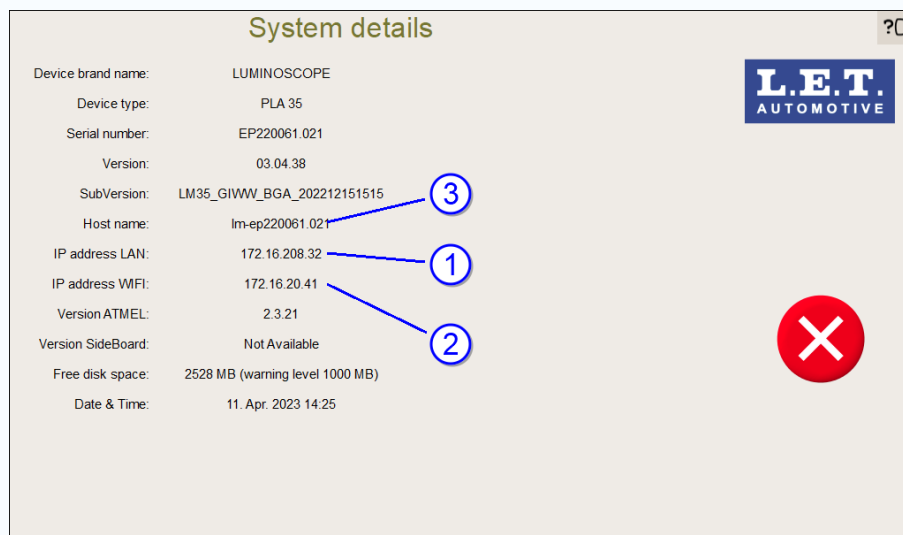 System details
?
Device brand name: LUMINOSCOPE
L.E.T.
AUTOMOTIVE
Device type: PLA 35
Serial number: EP220061.021
Version: 03.04.38
SubVersion: LM35_GIWW_BGA_202212151515
3
Host name: lm-ep220061.021
IP address LAN: 172.16.208.32
1
IP address WIFI: 172.16.20.41
Version ATMEL: 2.3.21
2
Version SideBoard: Not Available
Free disk space: 2528 MB (warning level 1000 MB)
Date & Time: 11. Apr. 2023 14:25